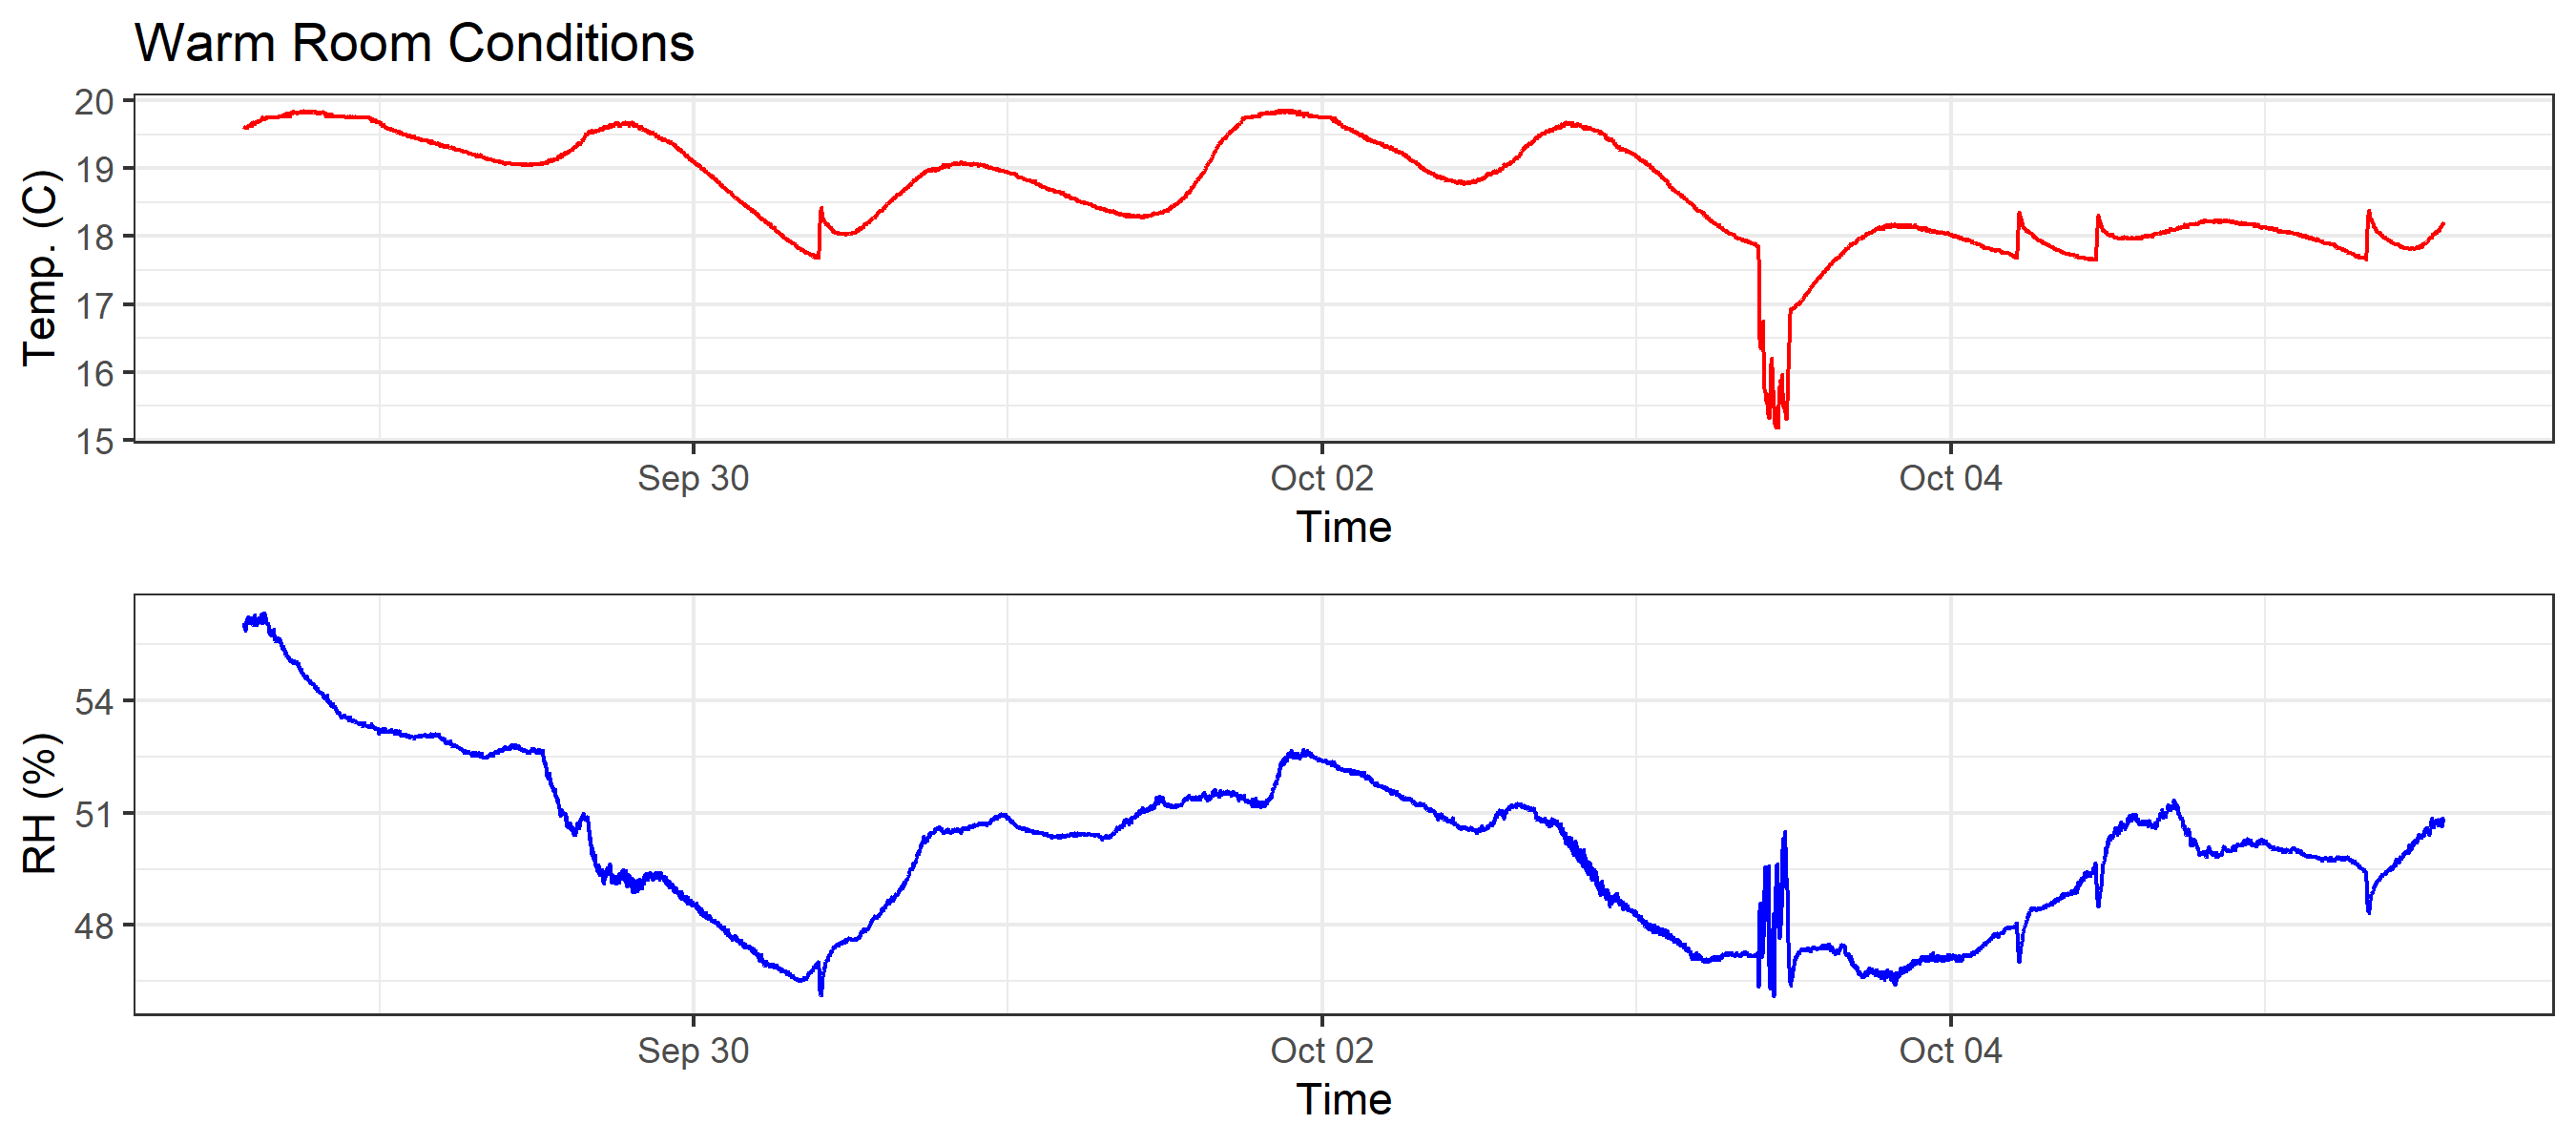 Warm Room Conditions
20
19
18
17
16
15
Temp. (C)
Sep 30 Oct 02 Oct 04
Time
54
51
48
RH (%)
Sep 30 Oct 02 Oct 04
Time